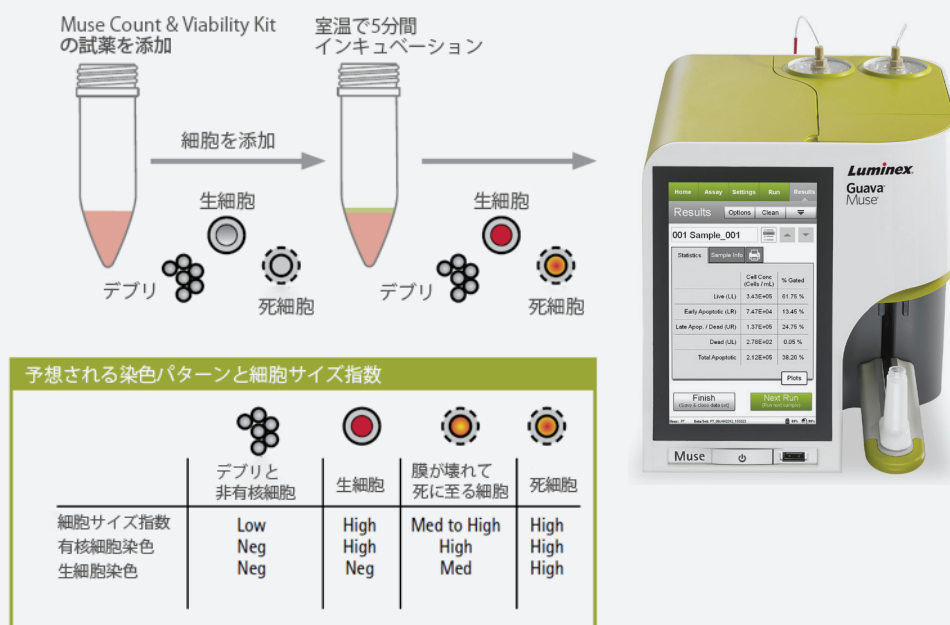 Muse Count & Viability Kit
の試薬を添加
室温で5分間
インキュベーション
細胞を添加
生細胞
デブリ
死細胞
生細胞
デブリ
死細胞
Luminex
Guava
Muse
Home Assay Settings Run Results
Results Options Clean
001 Sample_001
Statistics Sample Info
Cell Conc
(Cells / mL)
% Gated
Live (LL) 3.43E+05 61.75 %
Early Apoptotic (LR) 7.47E+04 13.45 %
Late Apop. / Dead (UR) 1.37E+05 24.75 %
Dead (UL) 2.78E+02 0.05 %
Total Apoptotic 2.12E+05 38.20 %
Plots
Finish
(Save & close data set)
Next Run
(Run next sample)
Muse
予想される染色パターンと細胞サイズ指数
デブリと
非有核細胞
生細胞
膜が壊れて
死に至る細胞
死細胞
細胞サイズ指数 Low High Med to High High
有核細胞染色 Neg High High High
生細胞染色 Neg Neg Med High